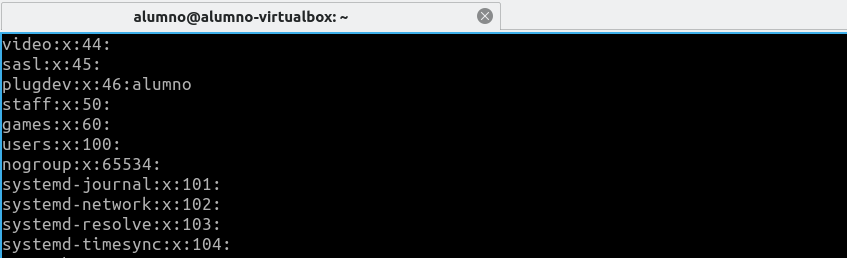 alumno@alumno-virtualbox: ~
video:x:44:
sasl:x:45:
plugdev:x:46:alumno
staff:x:50:
games:x:60:
users:x:100:
nogroup:x:65534:
systemd-journal:x:101:
systemd-network:x:102:
systemd-resolve:x:103:
systemd-timesync:x:104: